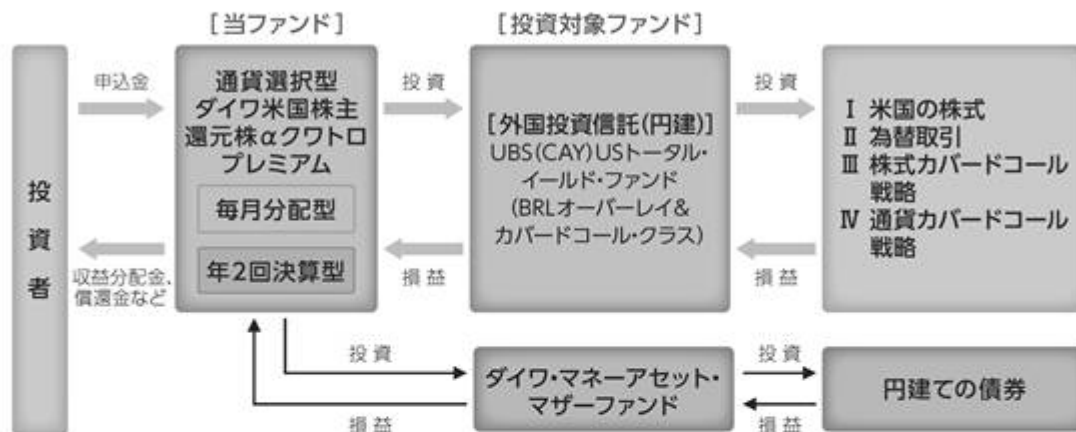 [当ファンド]
[投資対象ファンド]
投資者
申込金
収益分配金、
償還金など
通貨選択型
ダイワ米国株主
還元株αクワトロ
プレミアム
毎月分配型
年2回決算型
投資
損益
[外国投資信託(円建)]
UBS(CAY)USトータル・
イールド・ファンド
(BRLオーバーレイ&
カバードコール・クラス)
投資
損益
Ⅰ 米国の株式
Ⅱ 為替取引
Ⅲ 株式カバードコール
戦略
Ⅳ 通貨カバードコール
戦略
投資
損益
ダイワ・マネーアセット・
マザーファンド
投資
損益
円建ての債券